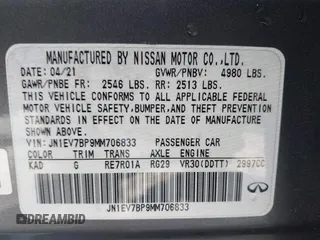 MANUFACTURED BY NISSAN MOTOR CO.,LTD.
DATE: 04/21 GVWR/PNBV: 4980 LBS.
GAWR/PNBE FR: 2546 LBS. RR: 2513 LBS.
THIS VEHICLE CONFORMS TO ALL APPLICABLE FEDERAL
MOTOR VEHICLE SAFETY,BUMPER,AND THEFT PREVENTION
STANDARDS IN EFFECT ON THE DATE OF MANUFACTURE
SHOWN ABOVE.
VIN: JN1EV7BP9MM706833 PASSENGER CAR
COLOR TRIM TRANS AXLE ENGINE
KAD G RE7R01A RG29 VR30(DDTT) 2997CC
JN1EV7BP9MM706833
INFINITI
DREAMBID